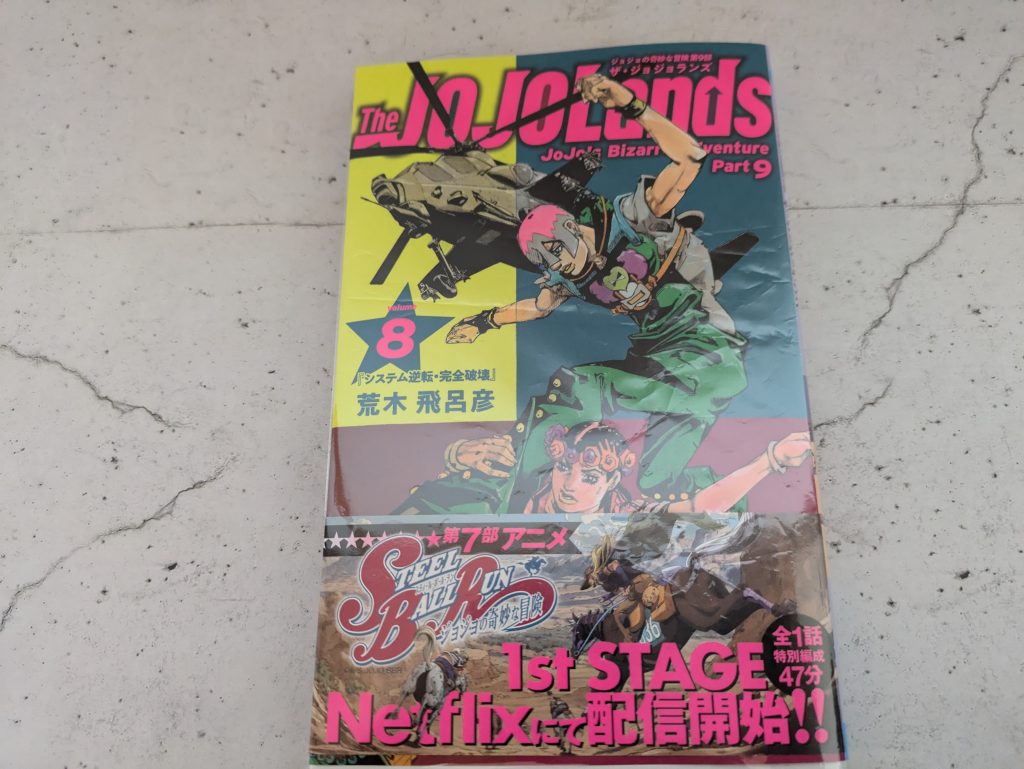 ジョジョの奇妙な冒険 第9部
ザ・ジョジョランズ
The JoJoLands
JoJo's Bizarre Adventure
Part 9
volume
8
『システム逆転・完全破壊』
荒木 飛呂彦
第7部 アニメ
STEEL
BALL RUN
ジョジョの奇妙な冒険
1st STAGE
全1話
特別編成
47分
Netflixにて配信開始!!